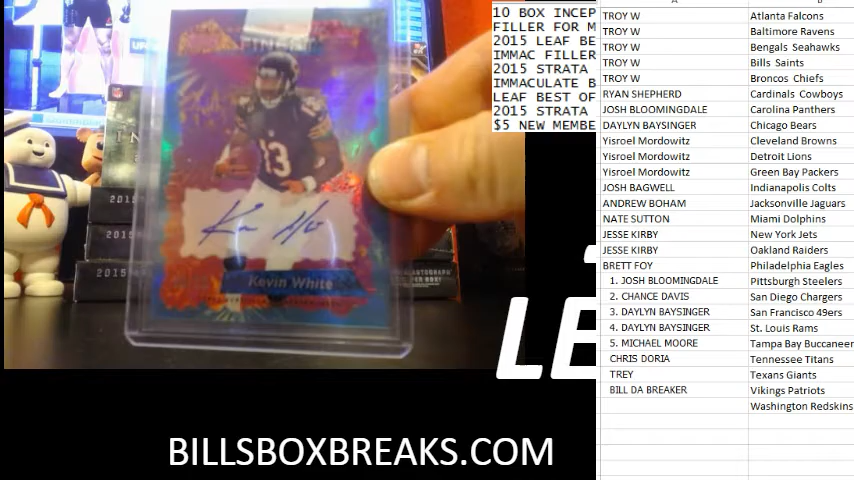 FINEST
13
Kevin White
NFL
IN
2015
2015
2015
10 BOX INCEP
FILLER FOR M
2015 LEAF BE
IMMAC FILLER
2015 STRATA
IMMACULATE B
LEAF BEST OF
2015 STRATA
$5 NEW MEMBE
LE
BILLSBOXBREAKS.COM
TROY W Atlanta Falcons
TROY W Baltimore Ravens
TROY W Bengals Seahawks
TROY W Bills Saints
TROY W Broncos Chiefs
RYAN SHEPHERD Cardinals Cowboys
JOSH BLOOMINGDALE Carolina Panthers
DAYLYN BAYSINGER Chicago Bears
Yisroel Mordowitz Cleveland Browns
Yisroel Mordowitz Detroit Lions
Yisroel Mordowitz Green Bay Packers
JOSH BAGWELL Indianapolis Colts
ANDREW BOHAM Jacksonville Jaguars
NATE SUTTON Miami Dolphins
JESSE KIRBY New York Jets
JESSE KIRBY Oakland Raiders
BRETT FOY Philadelphia Eagles
1. JOSH BLOOMINGDALE Pittsburgh Steelers
2. CHANCE DAVIS San Diego Chargers
3. DAYLYN BAYSINGER San Francisco 49ers
4. DAYLYN BAYSINGER St. Louis Rams
5. MICHAEL MOORE Tampa Bay Buccaneer
CHRIS DORIA Tennessee Titans
TREY Texans Giants
BILL DA BREAKER Vikings Patriots
Washington Redskins